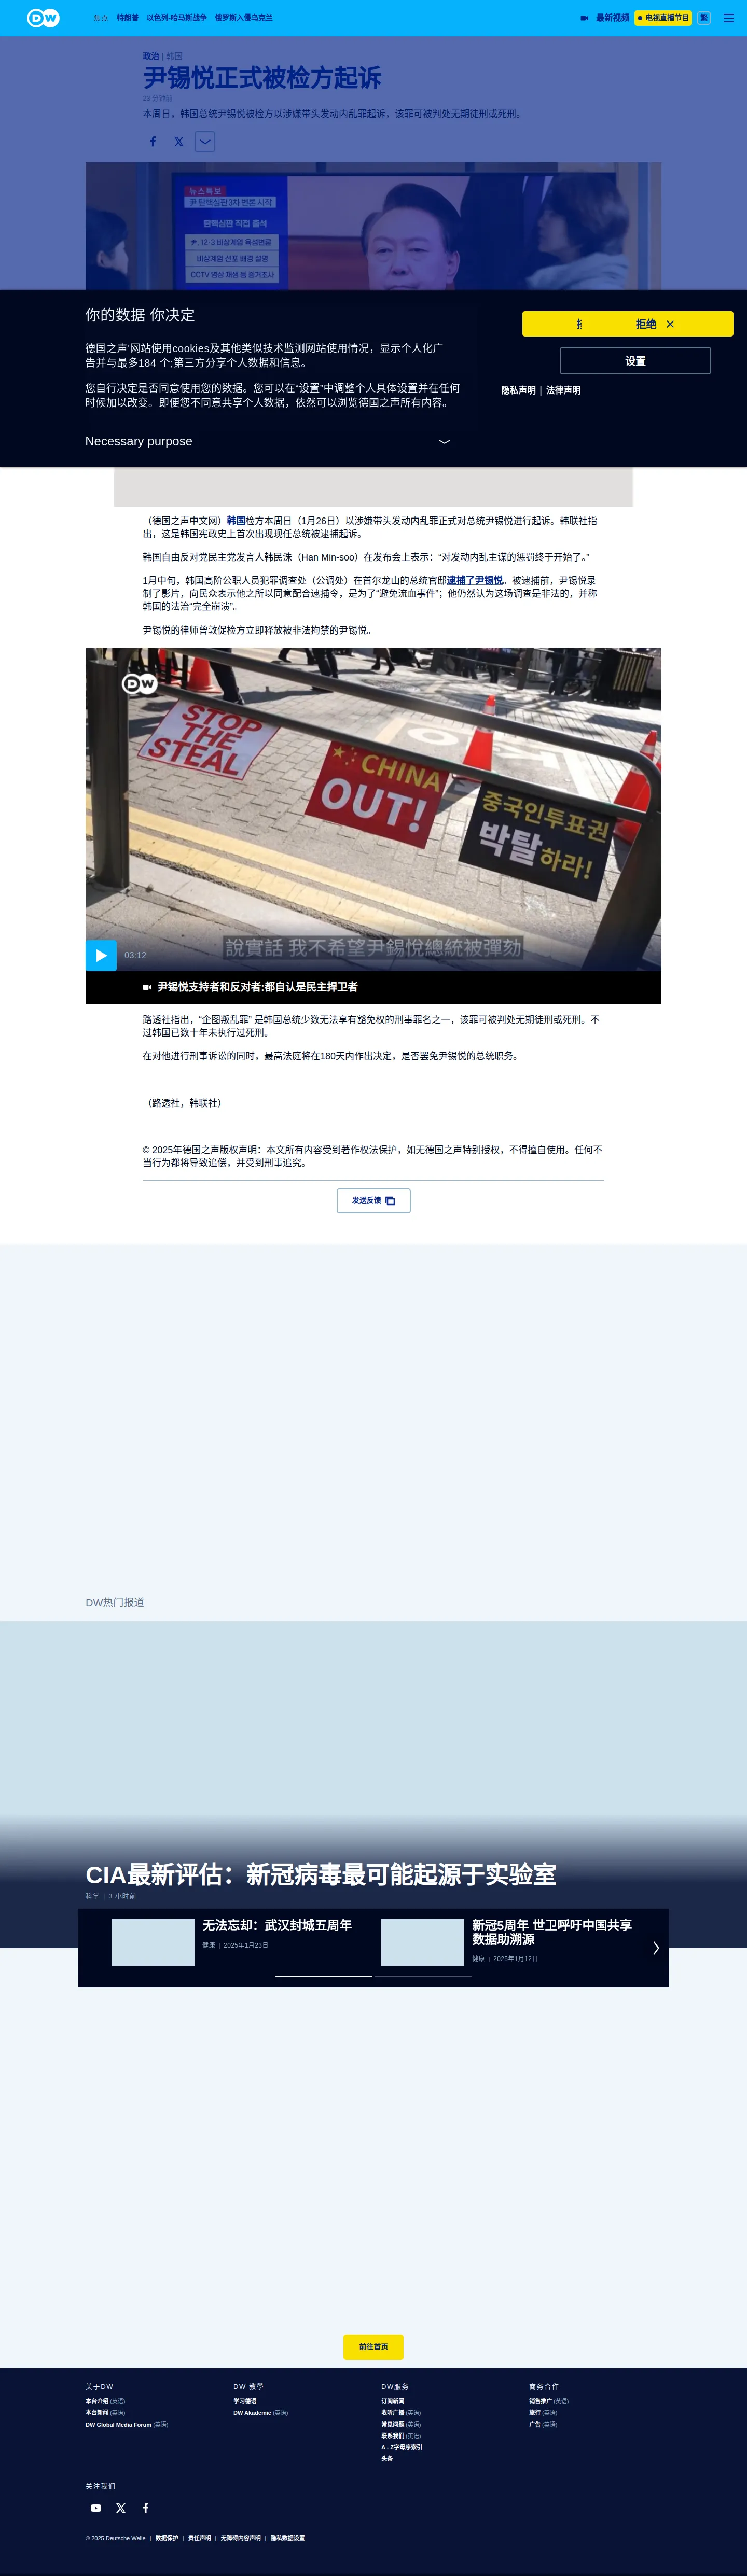 DW
焦点 特朗普 以色列-哈马斯战争 俄罗斯入侵乌克兰 最新视频 电视直播节目 繁
政治 | 韩国
尹锡悦正式被检方起诉
23 分钟前
本周日，韩国总统尹锡悦被检方以涉嫌带头发动内乱罪起诉，该罪可被判处无期徒刑或死刑。
뉴스특보
尹 탄핵심판 3차 변론 시작
탄핵심판 직접 출석
尹, 12·3 비상계엄 육성변론
비상계엄 선포 배경 설명
CCTV 영상 재생 등 증거조사
你的数据 你决定
德国之声‘网站使用cookies及其他类似技术监测网站使用情况，显示个人化广
告并与最多184 个;第三方分享个人数据和信息。
您自行决定是否同意使用您的数据。您可以在“设置”中调整个人具体设置并在任何
时候加以改变。即便您不同意共享个人数据，依然可以浏览德国之声所有内容。
Necessary purpose
拒绝
设置
隐私声明 | 法律声明
（德国之声中文网）韩国检方本周日（1月26日）以涉嫌带头发动内乱罪正式对总统尹锡悦进行起诉。韩联社指
出，这是韩国宪政史上首次出现现任总统被逮捕起诉。
韩国自由反对党民主党发言人韩民洙（Han Min-soo）在发布会上表示：“对发动内乱主谋的惩罚终于开始了。”
1月中旬，韩国高阶公职人员犯罪调查处（公调处）在首尔龙山的总统官邸逮捕了尹锡悦。被逮捕前，尹锡悦录
制了影片，向民众表示他之所以同意配合逮捕令，是为了“避免流血事件”；他仍然认为这场调查是非法的，并称
韩国的法治“完全崩溃”。
尹锡悦的律师曾敦促检方立即释放被非法拘禁的尹锡悦。
DW
STOP
THE
STEAL
CHINA
OUT!
중국인투표권
박탈하라!
說實話 我不希望尹錫悅總統被彈劾
03:12
尹锡悦支持者和反对者:都自认是民主捍卫者
路透社指出，“企图叛乱罪” 是韩国总统少数无法享有豁免权的刑事罪名之一，该罪可被判处无期徒刑或死刑。不
过韩国已数十年未执行过死刑。
在对他进行刑事诉讼的同时，最高法庭将在180天内作出决定，是否罢免尹锡悦的总统职务。
（路透社，韩联社）
© 2025年德国之声版权声明：本文所有内容受到著作权法保护，如无德国之声特别授权，不得擅自使用。任何不
当行为都将导致追偿，并受到刑事追究。
发送反馈
DW热门报道
CIA最新评估：新冠病毒最可能起源于实验室
科学 | 3 小时前
无法忘却：武汉封城五周年
健康 | 2025年1月23日
新冠5周年 世卫呼吁中国共享
数据助溯源
健康 | 2025年1月12日
前往首页
关于DW
本台介绍 (英语)
本台新闻 (英语)
DW Global Media Forum (英语)
DW 教學
学习德语
DW Akademie (英语)
DW服务
订阅新闻
收听广播 (英语)
常见问题 (英语)
联系我们 (英语)
A - Z字母序索引
头条
商务合作
销售推广 (英语)
旅行 (英语)
广告 (英语)
关注我们
© 2025 Deutsche Welle | 数据保护 | 责任声明 | 无障碍内容声明 | 隐私数据设置